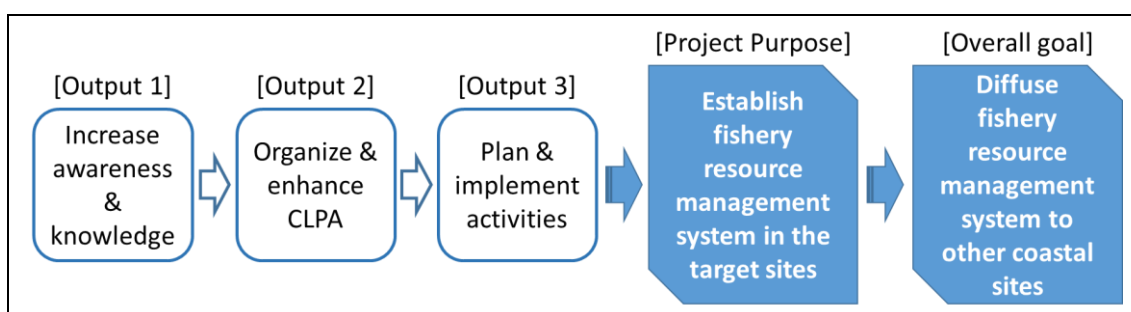 [Output 1]
Increase
awareness
&
knowledge
[Output 2]
Organize &
enhance
CLPA
[Output 3]
Plan &
implement
activities
[Project Purpose]
Establish
fishery
resource
management
system in the
target sites
[Overall goal]
Diffuse
fishery
resource
management
system to
other coastal
sites